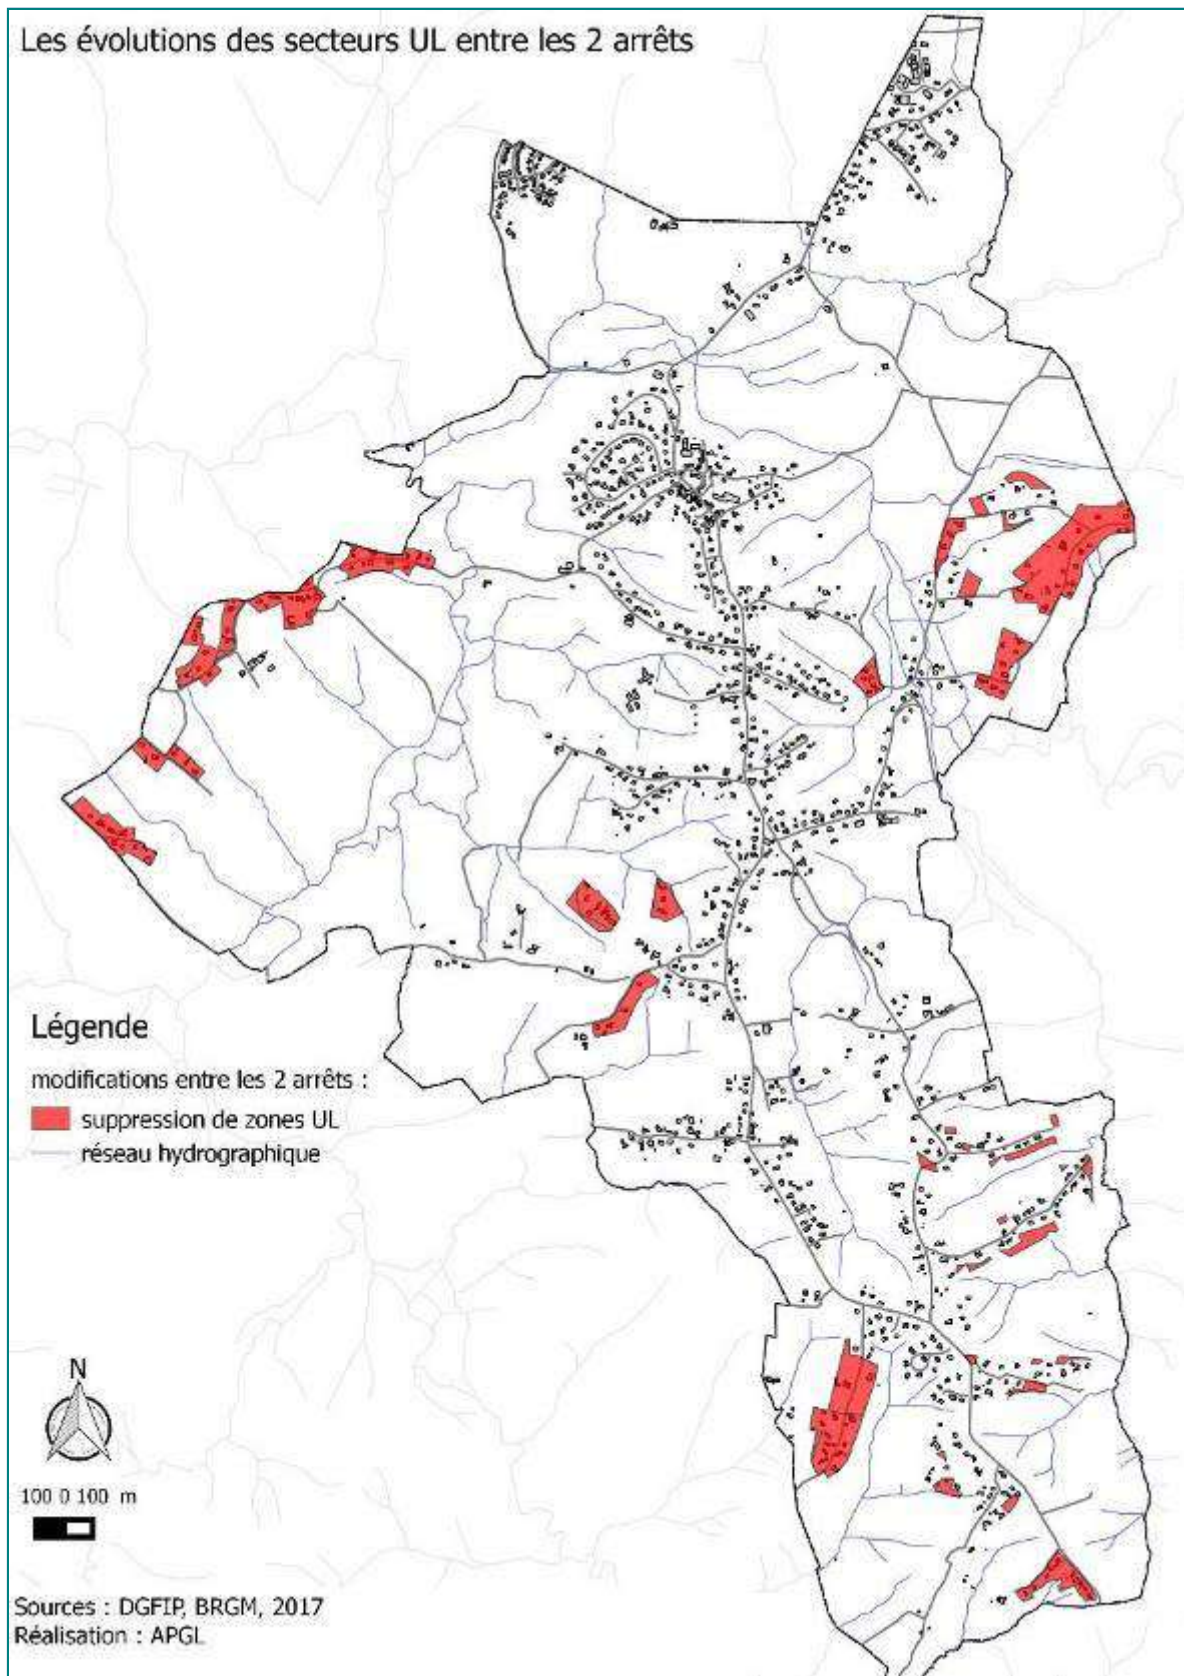 Les évolutions des secteurs UL entre les 2 arrêts
Légende
modifications entre les 2 arrêts :
suppression de zones UL
réseau hydrographique
N
100 0 100 m
Sources : DGFIP, BRGM, 2017
Réalisation : APGL